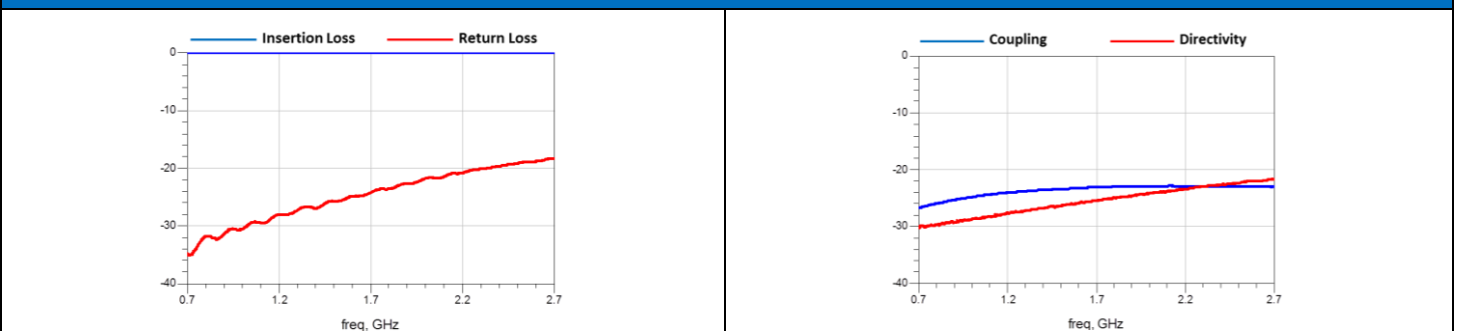 Insertion Loss Return Loss
0
-10
-20
-30
-40
0.7 1.2 1.7 2.2 2.7
freq, GHz
Coupling Directivity
0
-10
-20
-30
-40
0.7 1.2 1.7 2.2 2.7
freq, GHz